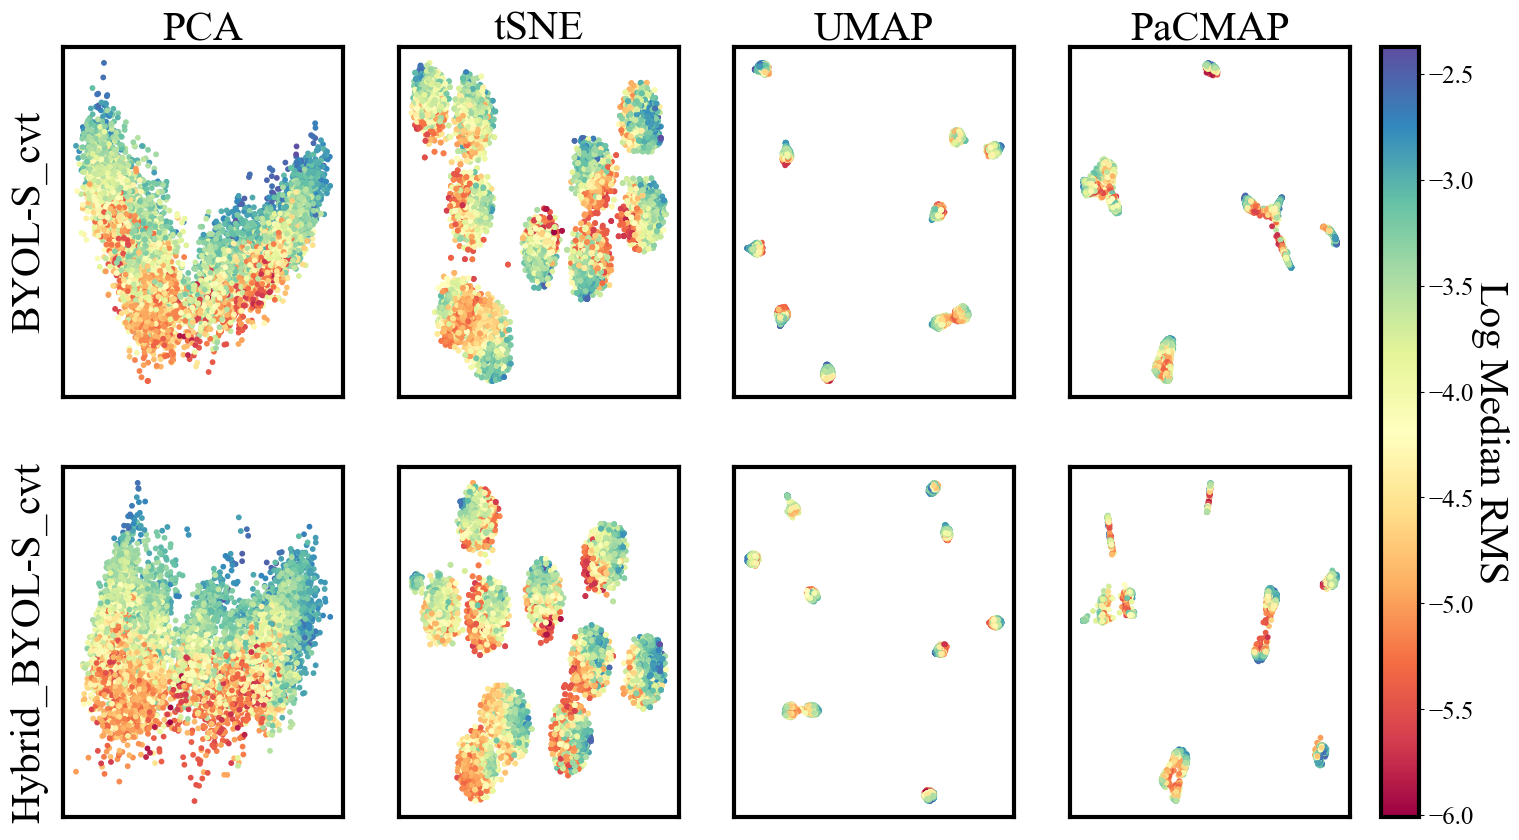 PCA
tSNE
UMAP
PaCMAP
BYOL-S_cvt
Hybrid_BYOL-S_cvt
−2.5
−3.0
−3.5
−4.0
−4.5
−5.0
−5.5
−6.0
Log Median RMS